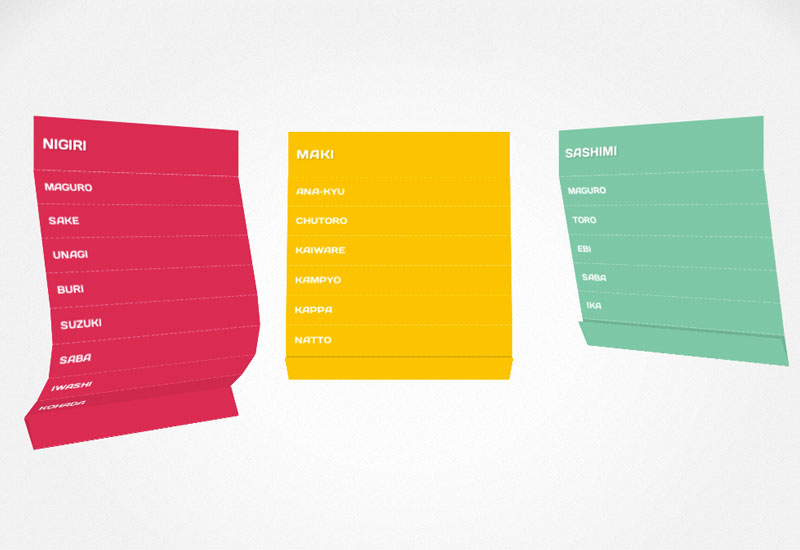 NIGIRI
MAGURO
SAKE
UNAGI
BURI
SUZUKI
SABA
IWASHI
KOHADA
MAKI
ANA-KYU
CHUTORO
KAIWARE
KAMPYO
KAPPA
NATTO
SASHIMI
MAGURO
TORO
EBI
SABA
IKA